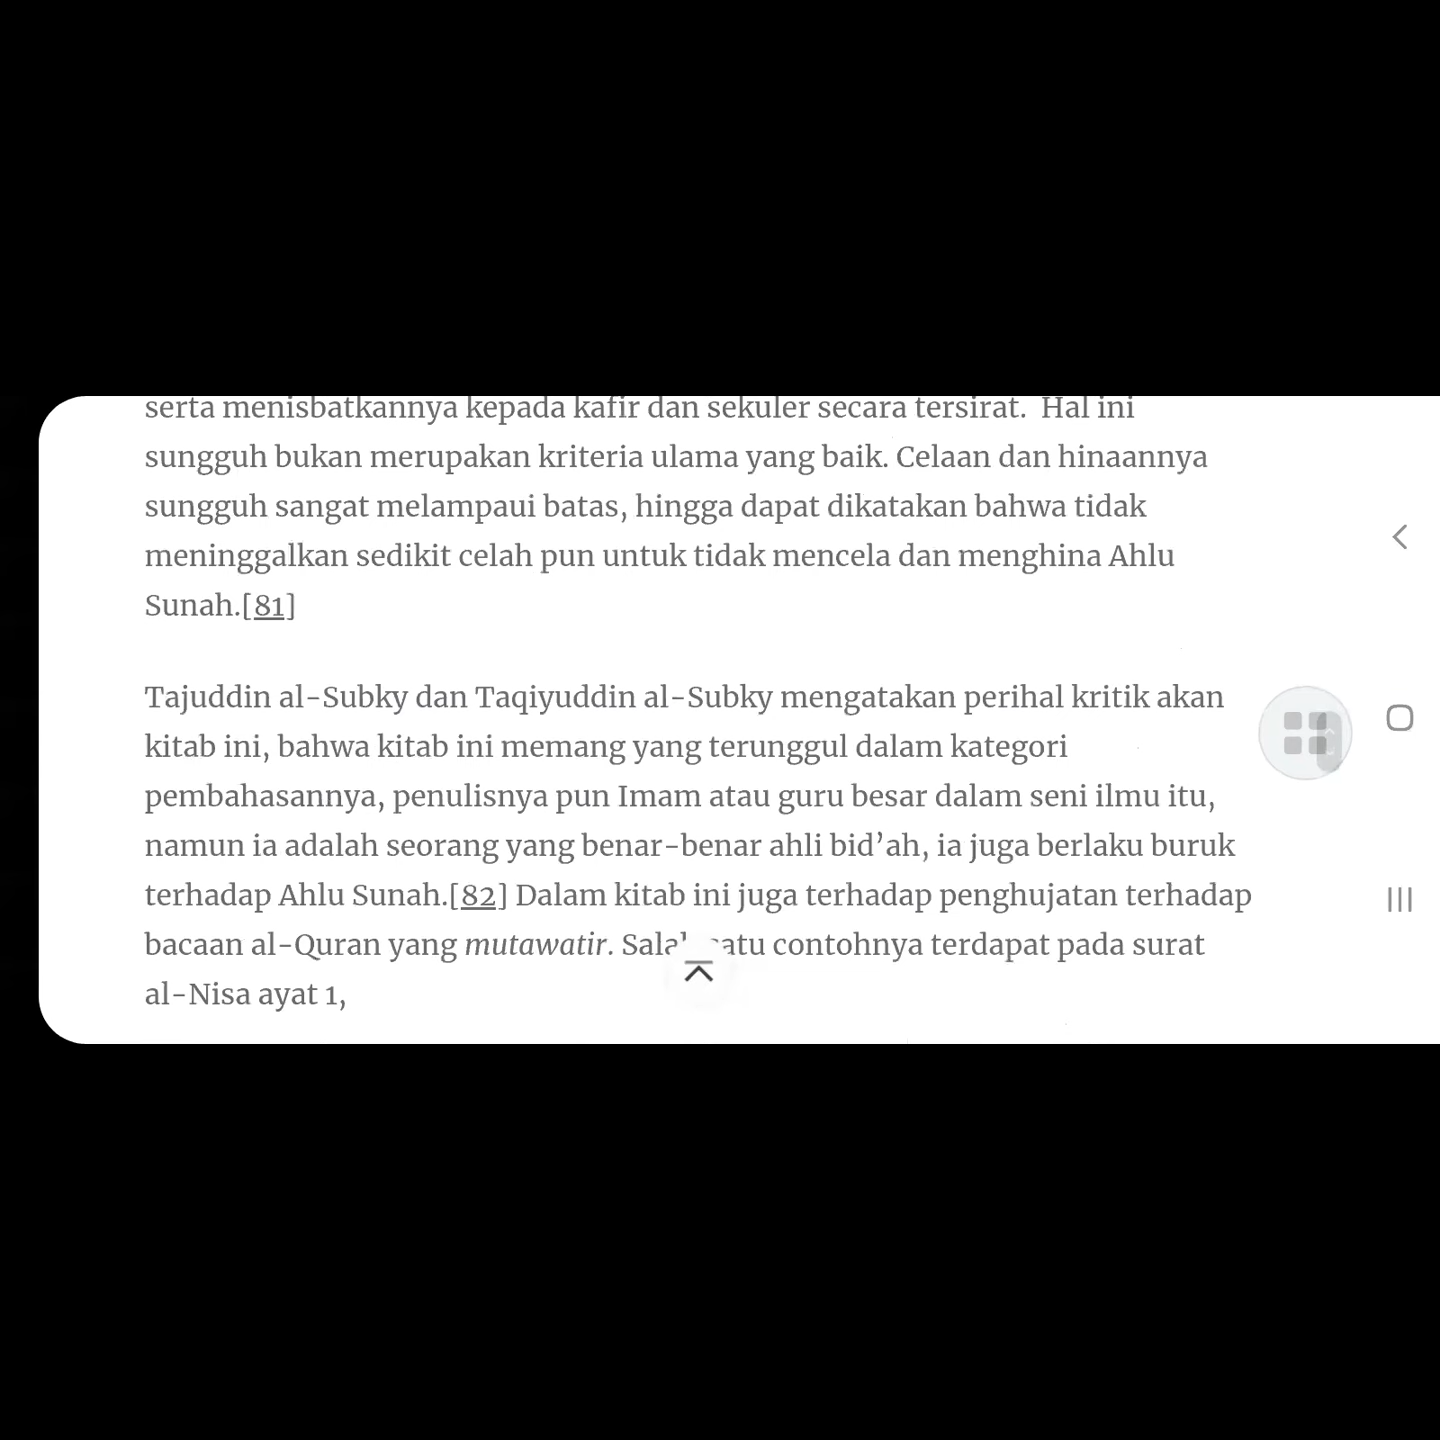 serta menisbatkannya kepada kafir dan sekuler secara tersirat.  Hal ini
sungguh bukan merupakan kriteria ulama yang baik. Celaan dan hinaannya
sungguh sangat melampaui batas, hingga dapat dikatakan bahwa tidak
meninggalkan sedikit celah pun untuk tidak mencela dan menghina Ahlu
Sunah.[81]
Tajuddin al-Subky dan Taqiyuddin al-Subky mengatakan perihal kritik akan
kitab ini, bahwa kitab ini memang yang terunggul dalam kategori
pembahasannya, penulisnya pun Imam atau guru besar dalam seni ilmu itu,
namun ia adalah seorang yang benar-benar ahli bid’ah, ia juga berlaku buruk
terhadap Ahlu Sunah.[82] Dalam kitab ini juga terhadap penghujatan terhadap
bacaan al-Quran yang mutawatir. Salah satu contohnya terdapat pada surat
al-Nisa ayat 1,